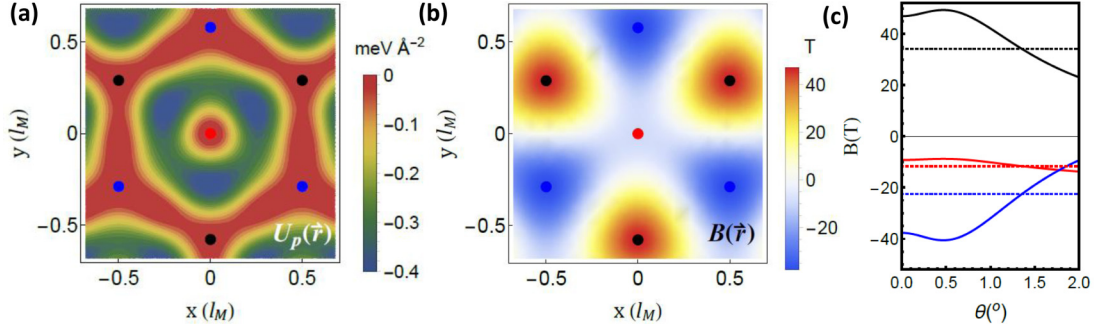 (a)
0.5
0
−0.5
y (l_M)
−0.5
0
0.5
x (l_M)
U_p(r⃗)
meV Å⁻²
0
−0.1
−0.2
−0.3
−0.4
(b)
0.5
0
−0.5
y (l_M)
−0.5
0
0.5
x (l_M)
B(r⃗)
T
40
20
0
−20
(c)
40
20
0
−20
−40
B(T)
0.0
0.5
1.0
1.5
2.0
θ(°)